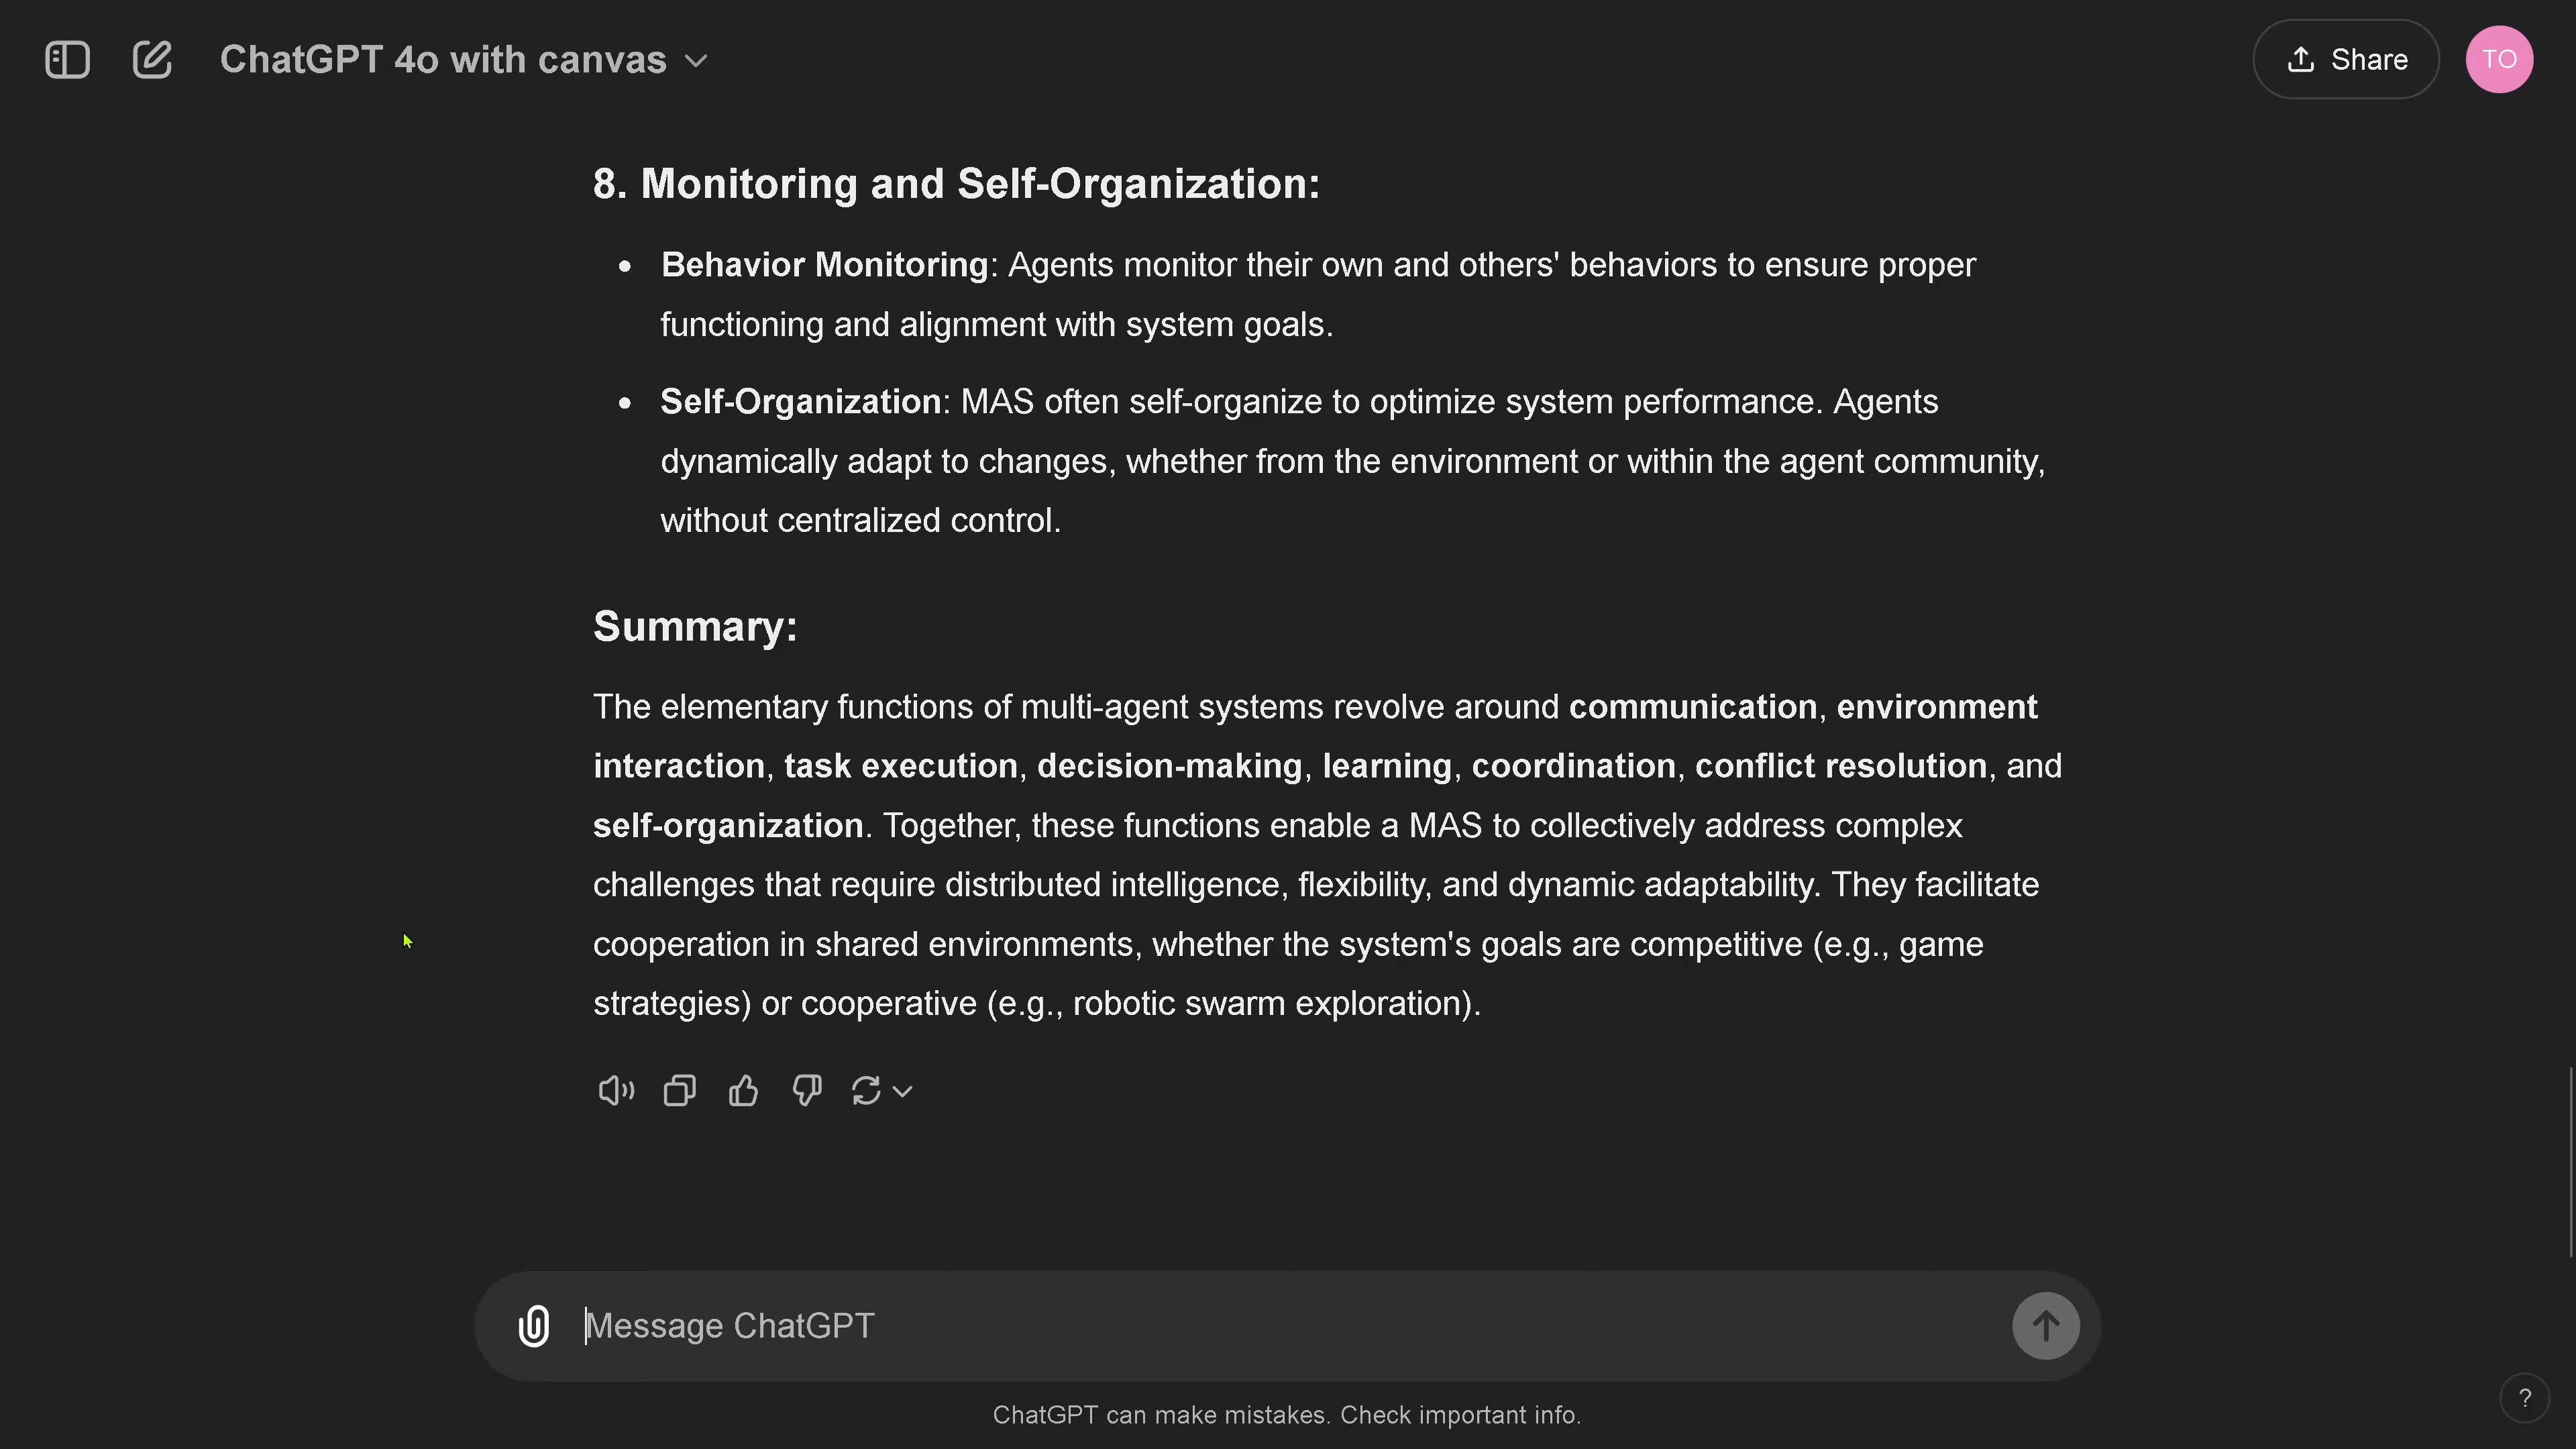 ChatGPT 4o with canvas
Share
TO
8. Monitoring and Self-Organization:
• Behavior Monitoring: Agents monitor their own and others' behaviors to ensure proper
functioning and alignment with system goals.
• Self-Organization: MAS often self-organize to optimize system performance. Agents
dynamically adapt to changes, whether from the environment or within the agent community,
without centralized control.
Summary:
The elementary functions of multi-agent systems revolve around communication, environment
interaction, task execution, decision-making, learning, coordination, conflict resolution, and
self-organization. Together, these functions enable a MAS to collectively address complex
challenges that require distributed intelligence, flexibility, and dynamic adaptability. They facilitate
cooperation in shared environments, whether the system's goals are competitive (e.g., game
strategies) or cooperative (e.g., robotic swarm exploration).
Message ChatGPT
ChatGPT can make mistakes. Check important info.
?